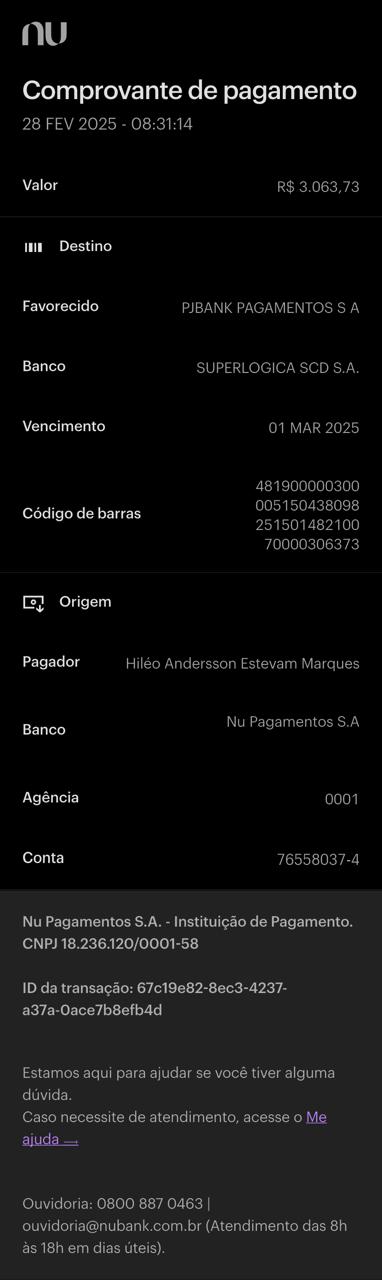 nu
Comprovante de pagamento
28 FEV 2025 - 08:31:14
Valor R$ 3.063,73
Destino
Favorecido PJBANK PAGAMENTOS S A
Banco SUPERLOGICA SCD S.A.
Vencimento 01 MAR 2025
Código de barras 481900000300
005150438098
251501482100
70000306373
Origem
Pagador Hiléo Andersson Estevam Marques
Banco Nu Pagamentos S.A
Agência 0001
Conta 76558037-4
Nu Pagamentos S.A. - Instituição de Pagamento.
CNPJ 18.236.120/0001-58
ID da transação: 67c19e82-8ec3-4237-
a37a-0ace7b8efb4d
Estamos aqui para ajudar se você tiver alguma
dúvida.
Caso necessite de atendimento, acesse o Me
ajuda →
Ouvidoria: 0800 887 0463 |
ouvidoria@nubank.com.br (Atendimento das 8h
às 18h em dias úteis).